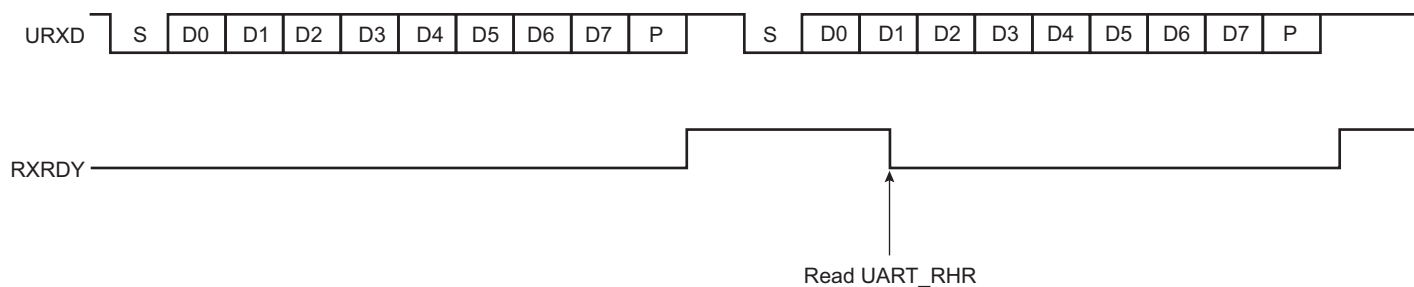 URXD S D0 D1 D2 D3 D4 D5 D6 D7 P S D0 D1 D2 D3 D4 D5 D6 D7 P
RXRDY
Read UART_RHR